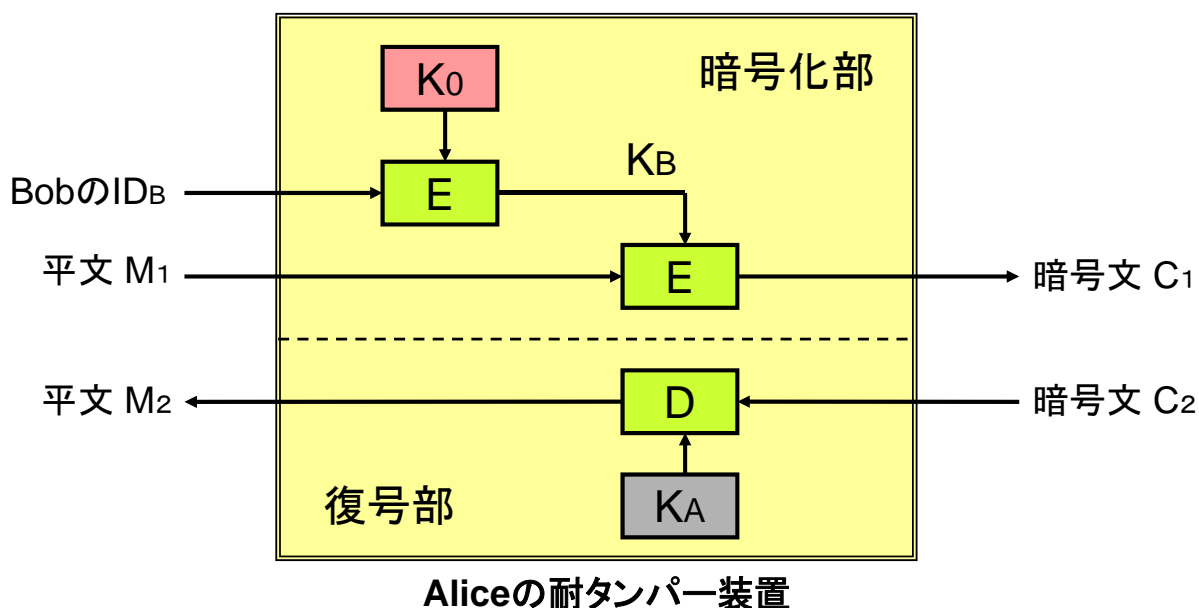 K0
暗号化部
KB
BobのIDB
E
平文 M1
E
暗号文 C1
平文 M2
D
暗号文 C2
復号部
KA
Aliceの耐タンパー装置